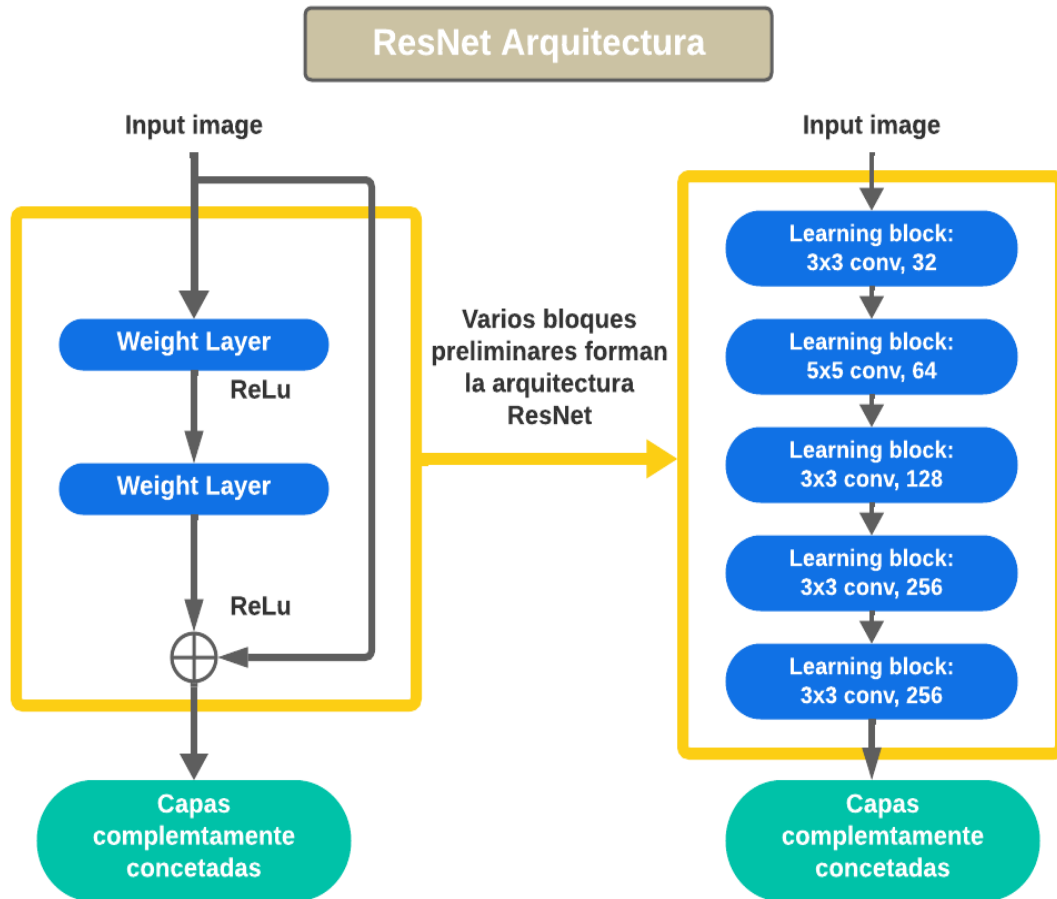 ResNet Arquitectura
Input image
Weight Layer
ReLu
Weight Layer
ReLu
Capas
complemtamente
concetadas
Varios bloques
preliminares forman
la arquitectura
ResNet
Input image
Learning block:
3x3 conv, 32
Learning block:
5x5 conv, 64
Learning block:
3x3 conv, 128
Learning block:
3x3 conv, 256
Learning block:
3x3 conv, 256
Capas
complemtamente
concetadas